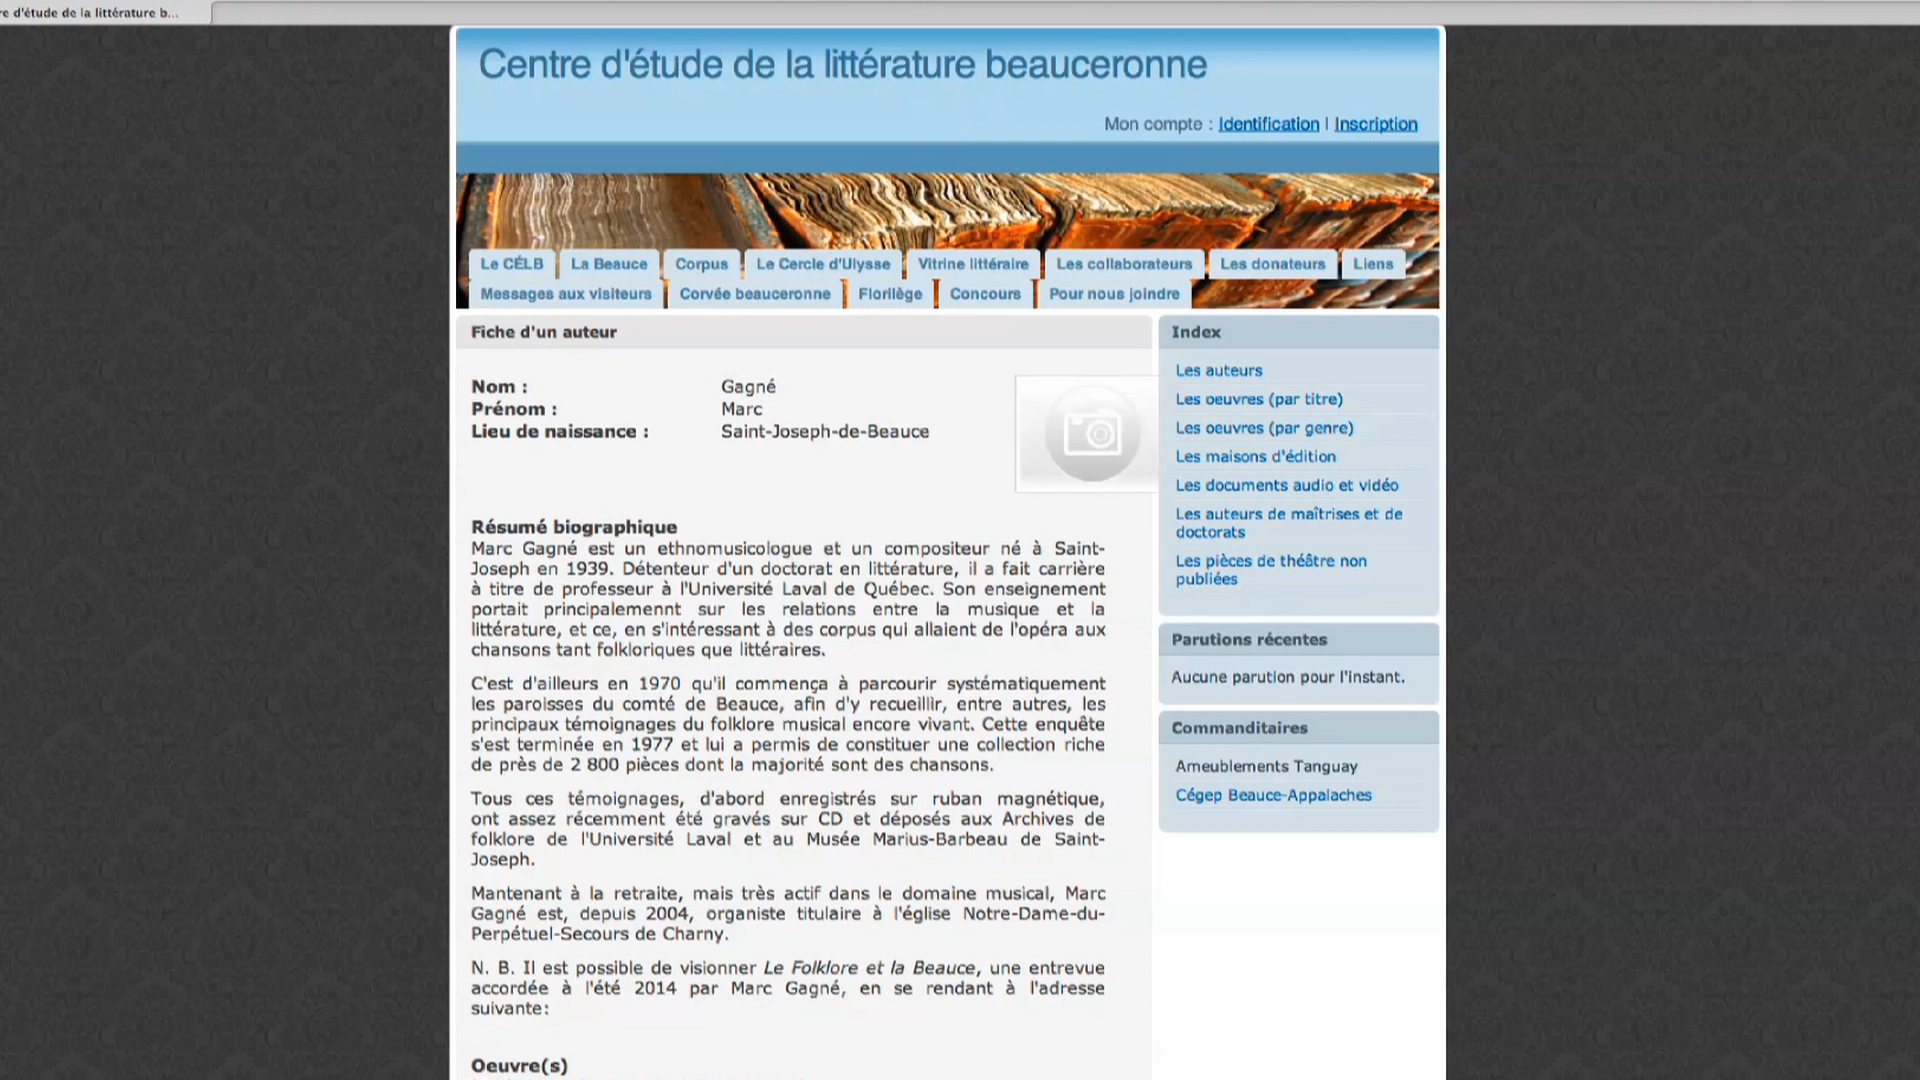 d'étude de la littérature b...
Centre d'étude de la littérature beauceronne
Mon compte : Identification | Inscription
Le CÉLB La Beauce Corpus Le Cercle d'Ulysse Vitrine littéraire Les collaborateurs Les donateurs Liens
Messages aux visiteurs Corvée beauceronne Florilège Concours Pour nous joindre
Fiche d'un auteur
Nom : Gagné
Prénom : Marc
Lieu de naissance : Saint-Joseph-de-Beauce
Résumé biographique
Marc Gagné est un ethnomusicologue et un compositeur né à Saint-
Joseph en 1939. Détenteur d'un doctorat en littérature, il a fait carrière
à titre de professeur à l'Université Laval de Québec. Son enseignement
portait principalemennt sur les relations entre la musique et la
littérature, et ce, en s'intéressant à des corpus qui allaient de l'opéra aux
chansons tant folkloriques que littéraires.
C'est d'ailleurs en 1970 qu'il commença à parcourir systématiquement
les paroisses du comté de Beauce, afin d'y recueillir, entre autres, les
principaux témoignages du folklore musical encore vivant. Cette enquête
s'est terminée en 1977 et lui a permis de constituer une collection riche
de près de 2 800 pièces dont la majorité sont des chansons.
Tous ces témoignages, d'abord enregistrés sur ruban magnétique,
ont assez récemment été gravés sur CD et déposés aux Archives de
folklore de l'Université Laval et au Musée Marius-Barbeau de Saint-
Joseph.
Mantenant à la retraite, mais très actif dans le domaine musical, Marc
Gagné est, depuis 2004, organiste titulaire à l'église Notre-Dame-du-
Perpétuel-Secours de Charny.
N. B. Il est possible de visionner Le Folklore et la Beauce, une entrevue
accordée à l'été 2014 par Marc Gagné, en se rendant à l'adresse
suivante:
Oeuvre(s)
Index
Les auteurs
Les oeuvres (par titre)
Les oeuvres (par genre)
Les maisons d'édition
Les documents audio et vidéo
Les auteurs de maîtrises et de
doctorats
Les pièces de théâtre non
publiées
Parutions récentes
Aucune parution pour l'instant.
Commanditaires
Ameublements Tanguay
Cégep Beauce-Appalaches